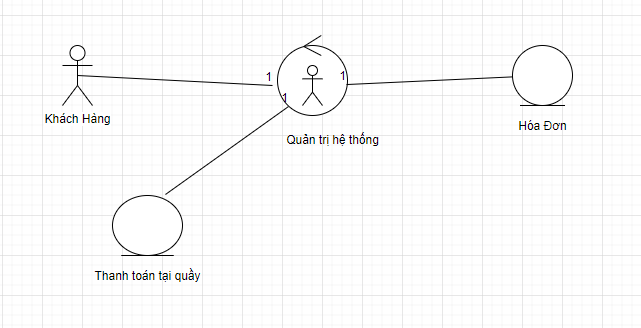 1
1
1
Khách Hàng
Quản trị hệ thống
Hóa Đơn
Thanh toán tại quầy